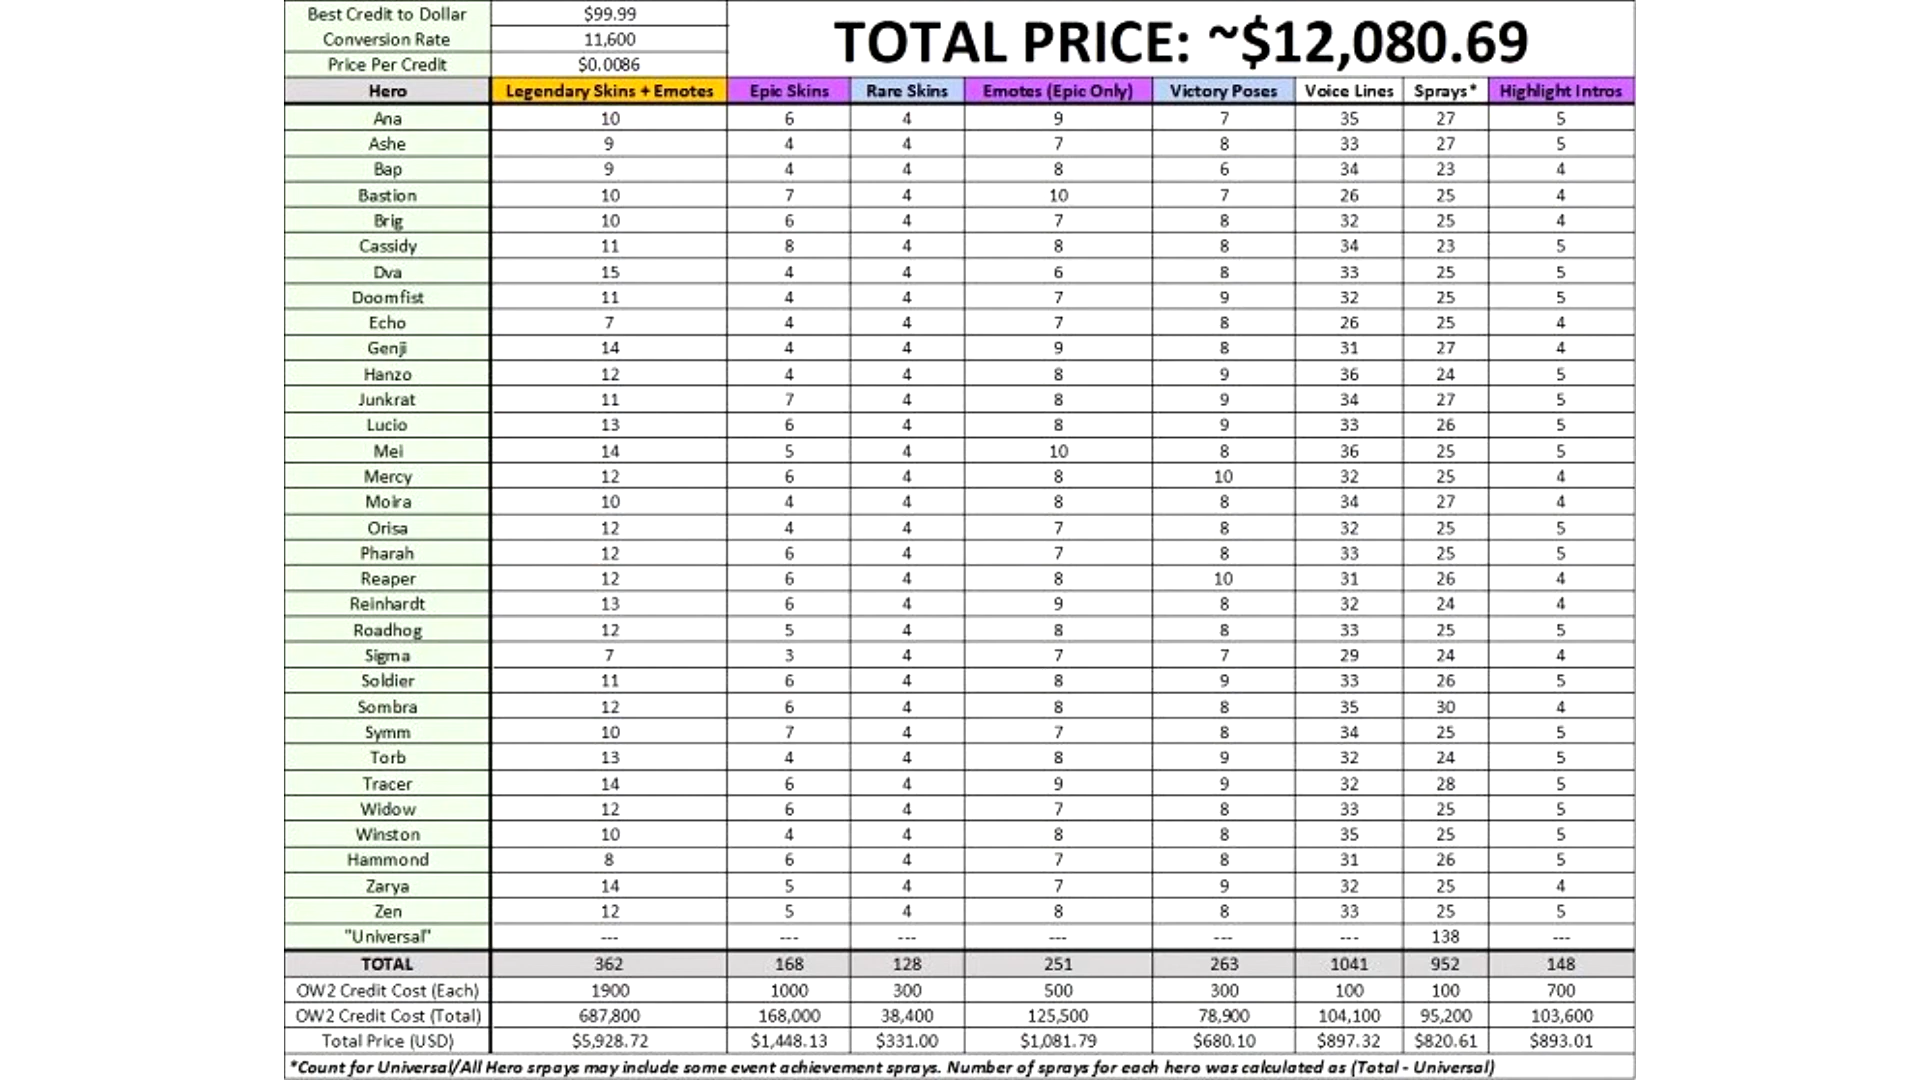 Best Credit to Dollar $99.99
Conversion Rate 11,600
Price Per Credit $0.0086
TOTAL PRICE: ~$12,080.69
Hero Legendary Skins + Emotes Epic Skins Rare Skins Emotes (Epic Only) Victory Poses Voice Lines Sprays* Highlight Intros
Ana 10 6 4 9 7 35 27 5
Ashe 9 4 4 7 8 33 27 5
Bap 9 4 4 8 6 34 23 4
Bastion 10 7 4 10 7 26 25 4
Brig 10 6 4 7 8 32 25 4
Cassidy 11 8 4 8 8 34 23 5
Dva 15 4 4 6 8 33 25 5
Doomfist 11 4 4 7 9 32 25 5
Echo 7 4 4 7 8 26 25 4
Genji 14 4 4 9 8 31 27 4
Hanzo 12 4 4 8 9 36 24 5
Junkrat 11 7 4 8 9 34 27 5
Lucio 13 6 4 8 9 33 26 5
Mei 14 5 4 10 8 36 25 5
Mercy 12 6 4 8 10 32 25 4
Moira 10 4 4 8 8 34 27 4
Orisa 12 4 4 7 8 32 25 5
Pharah 12 6 4 7 8 33 25 5
Reaper 12 6 4 8 10 31 26 4
Reinhardt 13 6 4 9 8 32 24 4
Roadhog 12 5 4 8 8 33 25 5
Sigma 7 3 4 7 7 29 24 4
Soldier 11 6 4 8 9 33 26 5
Sombra 12 6 4 8 8 35 30 4
Symm 10 7 4 7 8 34 25 5
Torb 13 4 4 8 9 32 24 5
Tracer 14 6 4 9 9 32 28 5
Widow 12 6 4 7 8 33 25 5
Winston 10 4 4 8 8 35 25 5
Hammond 8 6 4 7 8 31 26 5
Zarya 14 5 4 7 9 32 25 4
Zen 12 5 4 8 8 33 25 5
"Universal" --- --- --- --- --- --- 138 ---
TOTAL 362 168 128 251 263 1041 952 148
OW2 Credit Cost (Each) 1900 1000 300 500 300 100 100 700
OW2 Credit Cost (Total) 687,800 168,000 38,400 125,500 78,900 104,100 95,200 103,600
Total Price (USD) $5,928.72 $1,448.13 $331.00 $1,081.79 $680.10 $897.32 $820.61 $893.01
*Count for Universal/All Hero srpays may include some event achievement sprays. Number of sprays for each hero was calculated as (Total - Universal)